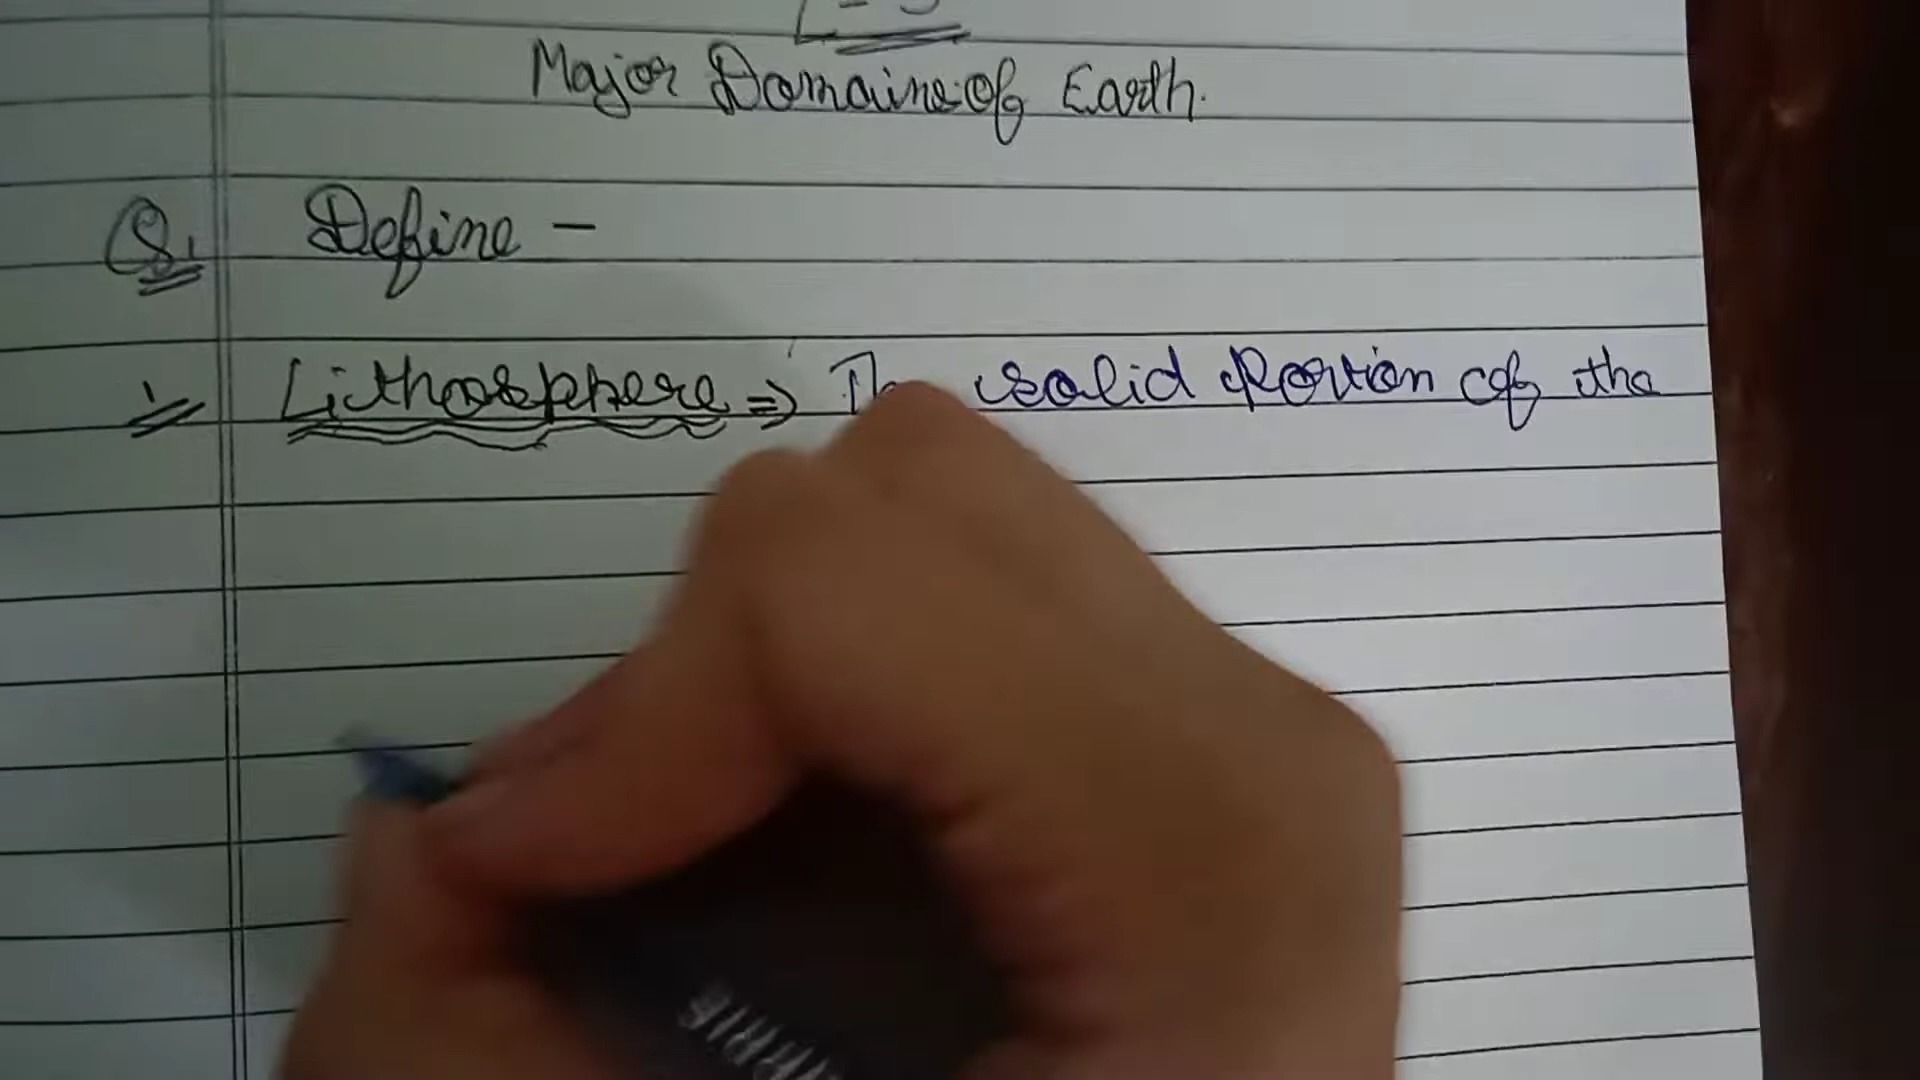 Major Domains of Earth.
Q1 Define -
1 Lithosphere => The solid Portion of the